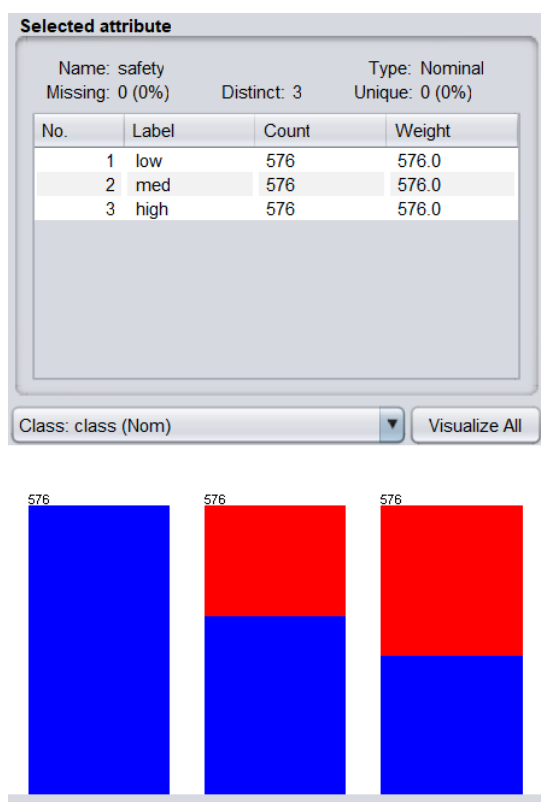 Selected attribute
Name: safety Type: Nominal
Missing: 0 (0%) Distinct: 3 Unique: 0 (0%)
No. Label Count Weight
1 low 576 576.0
2 med 576 576.0
3 high 576 576.0
Class: class (Nom) Visualize All
576 576 576